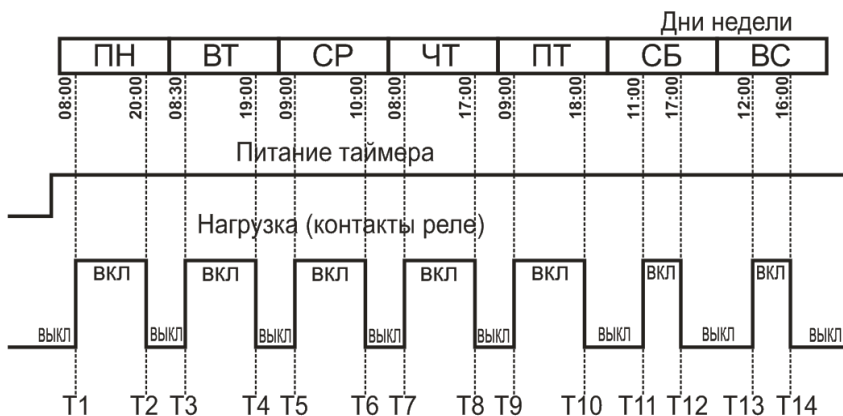 Дни недели
ПН ВТ СР ЧТ ПТ СБ ВС
08:00 20:00 08:30 19:00 09:00 10:00 08:00 17:00 09:00 18:00 11:00 17:00 12:00 16:00
Питание таймера
Нагрузка (контакты реле)
ВКЛ ВКЛ ВКЛ ВКЛ ВКЛ ВКЛ ВКЛ
ВЫКЛ ВЫКЛ ВЫКЛ ВЫКЛ ВЫКЛ ВЫКЛ ВЫКЛ ВЫКЛ
T1 T2 T3 T4 T5 T6 T7 T8 T9 T10 T11 T12 T13 T14